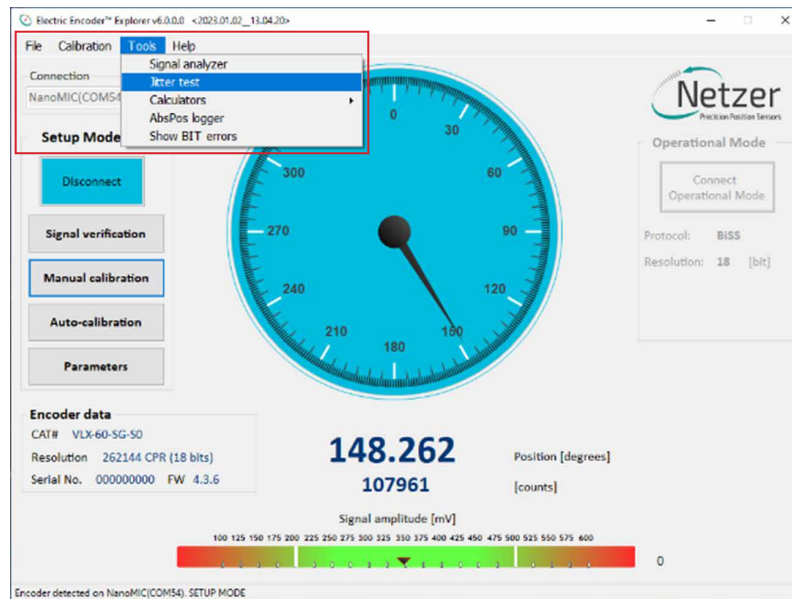 Electric Encoder™ Explorer v6.0.0.0 <2023.01.02__13.04.20>
File Calibration Tools Help
Signal analyzer
Jitter test
Calculators
AbsPos logger
Show BIT errors
Connection
NanoMIC(COM54
Setup Mode
Disconnect
Signal verification
Manual calibration
Auto-calibration
Parameters
0
30
60
90
120
160
180
210
240
270
300
Netzer
Precision Position Sensors
Operational Mode
Connect
Operational Mode
Protocol: BiSS
Resolution: 18 [bit]
Encoder data
CAT# VLX-60-SG-S0
Resolution 262144 CPR (18 bits)
Serial No. 000000000 FW 4.3.6
148.262 Position [degrees]
107961 [counts]
Signal amplitude [mV]
100 125 150 175 200 225 250 275 300 325 350 375 400 425 450 475 500 525 550 575 600
0
Encoder detected on NanoMIC(COM54). SETUP MODE